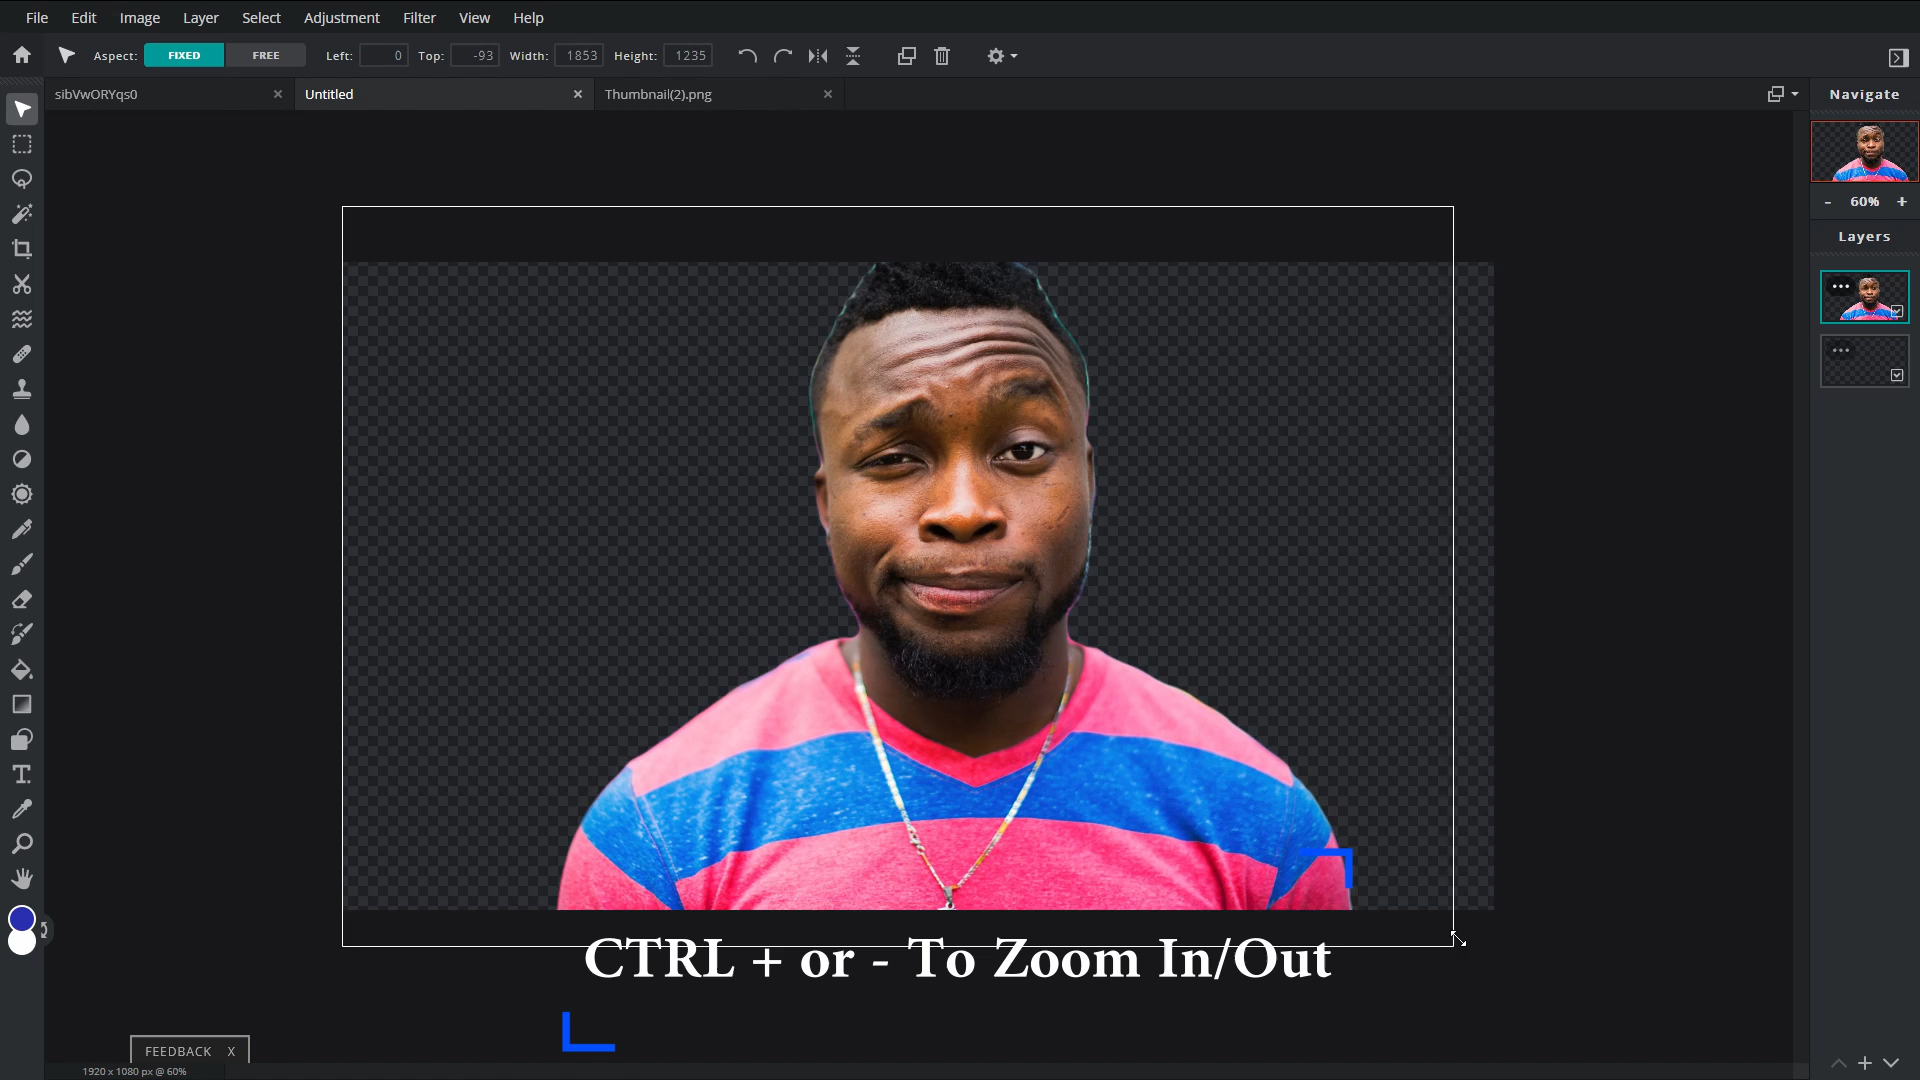 File Edit Image Layer Select Adjustment Filter View Help
Aspect: FIXED FREE Left: 0 Top: -93 Width: 1853 Height: 1235
sibVwORYqs0 Untitled Thumbnail(2).png
Navigate
- 60% +
Layers
CTRL + or - To Zoom In/Out
FEEDBACK X
1920 x 1080 px @ 60%